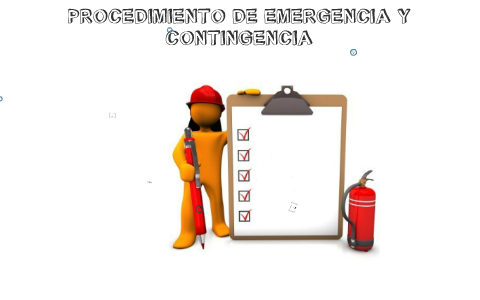 PROCEDIMIENTO DE EMERGENCIA Y
CONTINGENCIA